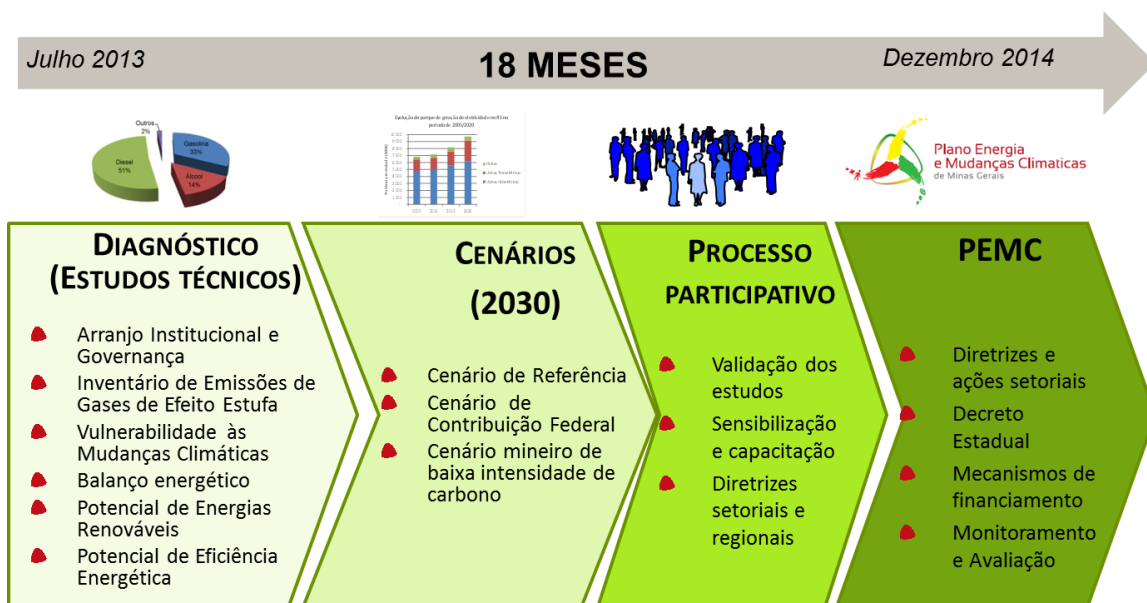 Julho 2013
18 MESES
Dezembro 2014
Outros
2%
Gasolina
33%
Diesel
51%
Álcool
14%
Plano Energia
e Mudanças Climaticas
de Minas Gerais
DIAGNÓSTICO
(ESTUDOS TÉCNICOS)
Arranjo Institucional e
Governança
Inventário de Emissões de
Gases de Efeito Estufa
Vulnerabilidade às
Mudanças Climáticas
Balanço energético
Potencial de Energias
Renováveis
Potencial de Eficiência
Energética
CENÁRIOS
(2030)
Cenário de Referência
Cenário de
Contribuição Federal
Cenário mineiro de
baixa intensidade de
carbono
PROCESSO
PARTICIPATIVO
Validação dos
estudos
Sensibilização
e capacitação
Diretrizes
setoriais e
regionais
PEMC
Diretrizes e
ações setoriais
Decreto
Estadual
Mecanismos de
financiamento
Monitoramento
e Avaliação